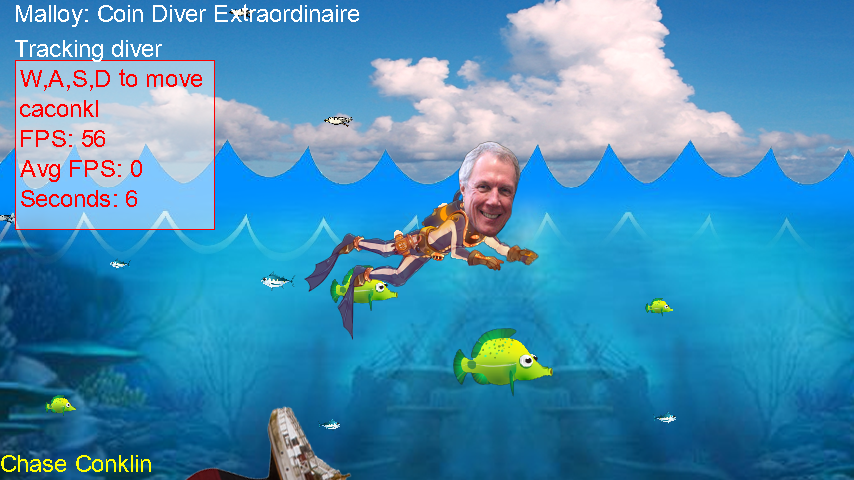 Malloy: Coin Diver Extraordinaire
Tracking diver
W,A,S,D to move
caconkl
FPS: 56
Avg FPS: 0
Seconds: 6
Chase Conklin